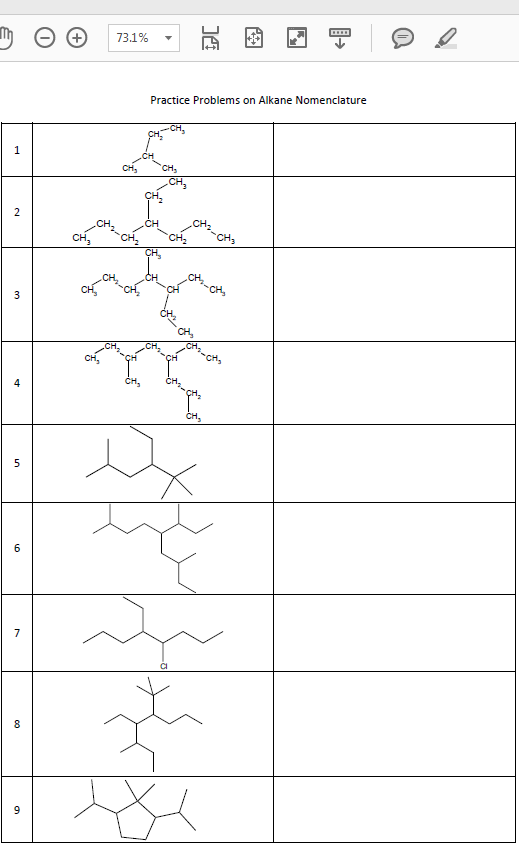 73.1%
Practice Problems on Alkane Nomenclature
CH₃
CH₂
1
CH
CH₃ CH₃
CH₃
CH₂
2
CH₂ CH CH₂
CH₃ CH₂ CH₂ CH₃
CH₃
CH₂ CH CH₂
CH₃ CH₂ CH CH₃
3
CH₂
CH₃
CH₂ CH₂ CH₂
CH₃ CH CH CH₃
4
CH₃ CH₂
CH₂
CH₃
5
6
7
Cl
8
9